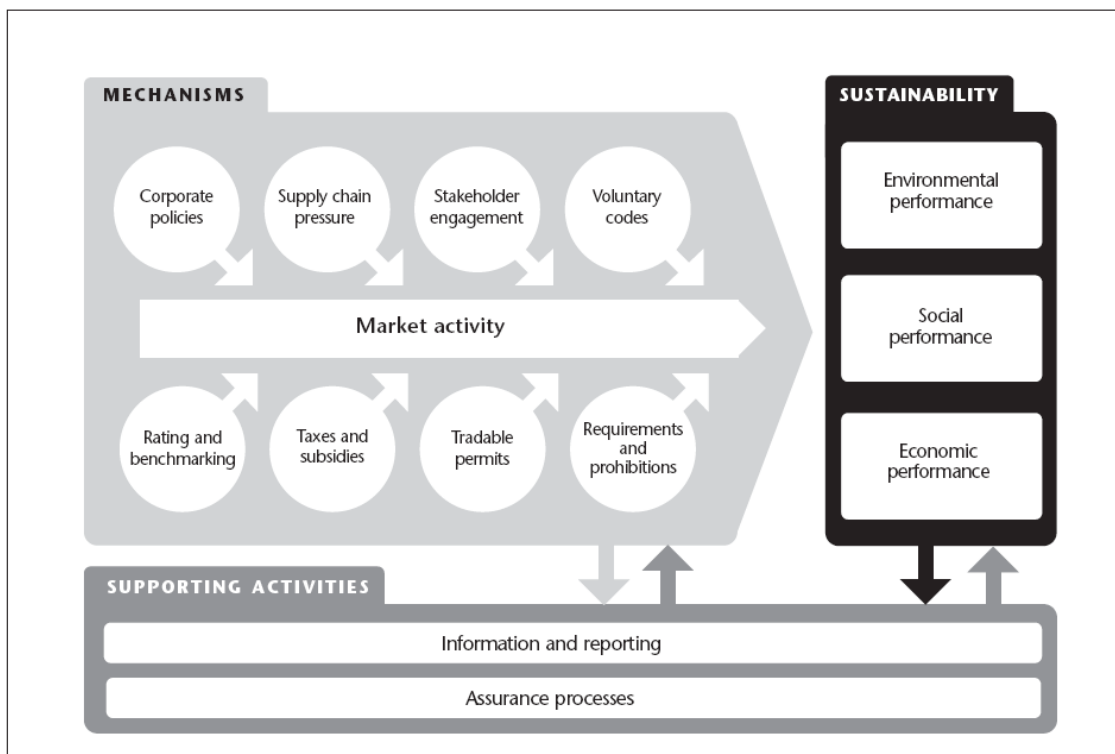 MECHANISMS
Corporate
policies
Supply chain
pressure
Stakeholder
engagement
Voluntary
codes
Market activity
Rating and
benchmarking
Taxes and
subsidies
Tradable
permits
Requirements
and
prohibitions
SUSTAINABILITY
Environmental
performance
Social
performance
Economic
performance
SUPPORTING ACTIVITIES
Information and reporting
Assurance processes